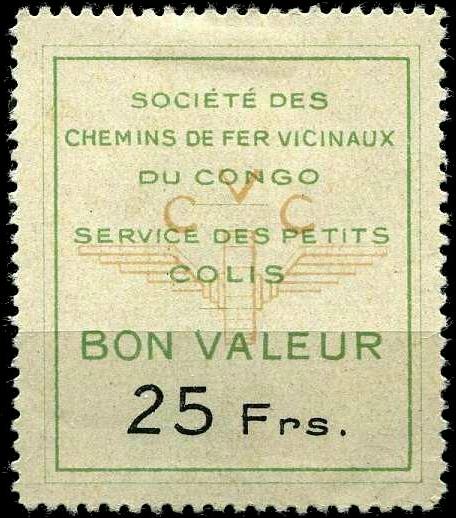 SOCIÉTÉ DES
CHEMINS DE FER VICINAUX
DU CONGO
C V C
SERVICE DES PETITS
COLIS
BON VALEUR
25 Frs.